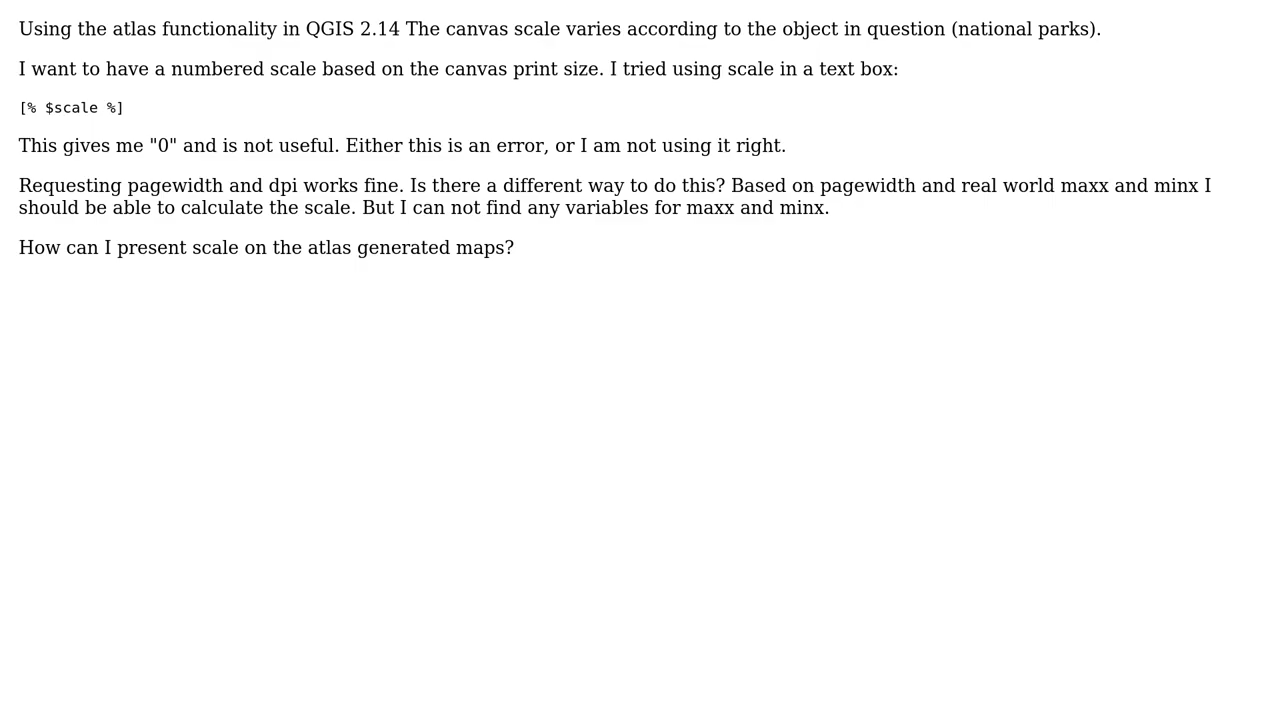 Using the atlas functionality in QGIS 2.14 The canvas scale varies according to the object in question (national parks).
I want to have a numbered scale based on the canvas print size. I tried using scale in a text box:
[% $scale %]
This gives me "0" and is not useful. Either this is an error, or I am not using it right.
Requesting pagewidth and dpi works fine. Is there a different way to do this? Based on pagewidth and real world maxx and minx I
should be able to calculate the scale. But I can not find any variables for maxx and minx.
How can I present scale on the atlas generated maps?